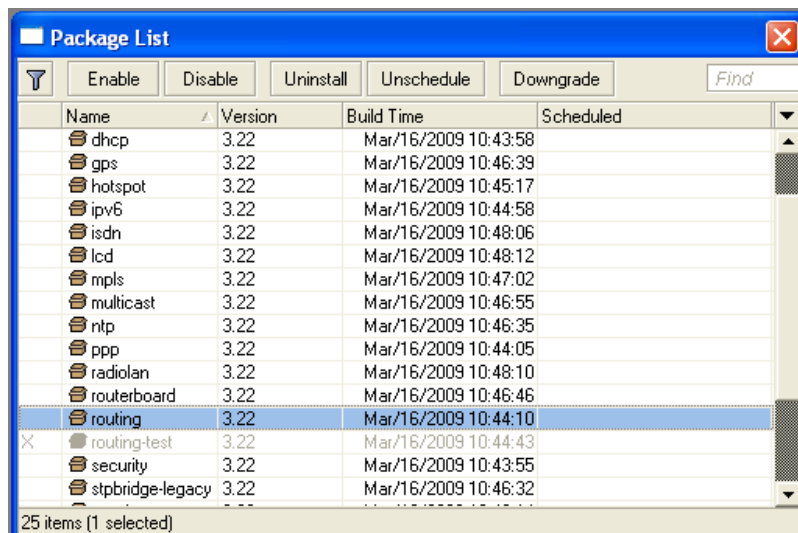 Package List
Enable Disable Uninstall Unschedule Downgrade Find
Name Version Build Time Scheduled
dhcp 3.22 Mar/16/2009 10:43:58
gps 3.22 Mar/16/2009 10:46:39
hotspot 3.22 Mar/16/2009 10:45:17
ipv6 3.22 Mar/16/2009 10:44:58
isdn 3.22 Mar/16/2009 10:48:06
lcd 3.22 Mar/16/2009 10:48:12
mpls 3.22 Mar/16/2009 10:47:02
multicast 3.22 Mar/16/2009 10:46:55
ntp 3.22 Mar/16/2009 10:46:35
ppp 3.22 Mar/16/2009 10:44:05
radiolan 3.22 Mar/16/2009 10:48:10
routerboard 3.22 Mar/16/2009 10:46:46
routing 3.22 Mar/16/2009 10:44:10
X routing-test 3.22 Mar/16/2009 10:44:43
security 3.22 Mar/16/2009 10:43:55
stpbridge-legacy 3.22 Mar/16/2009 10:46:32
25 items (1 selected)